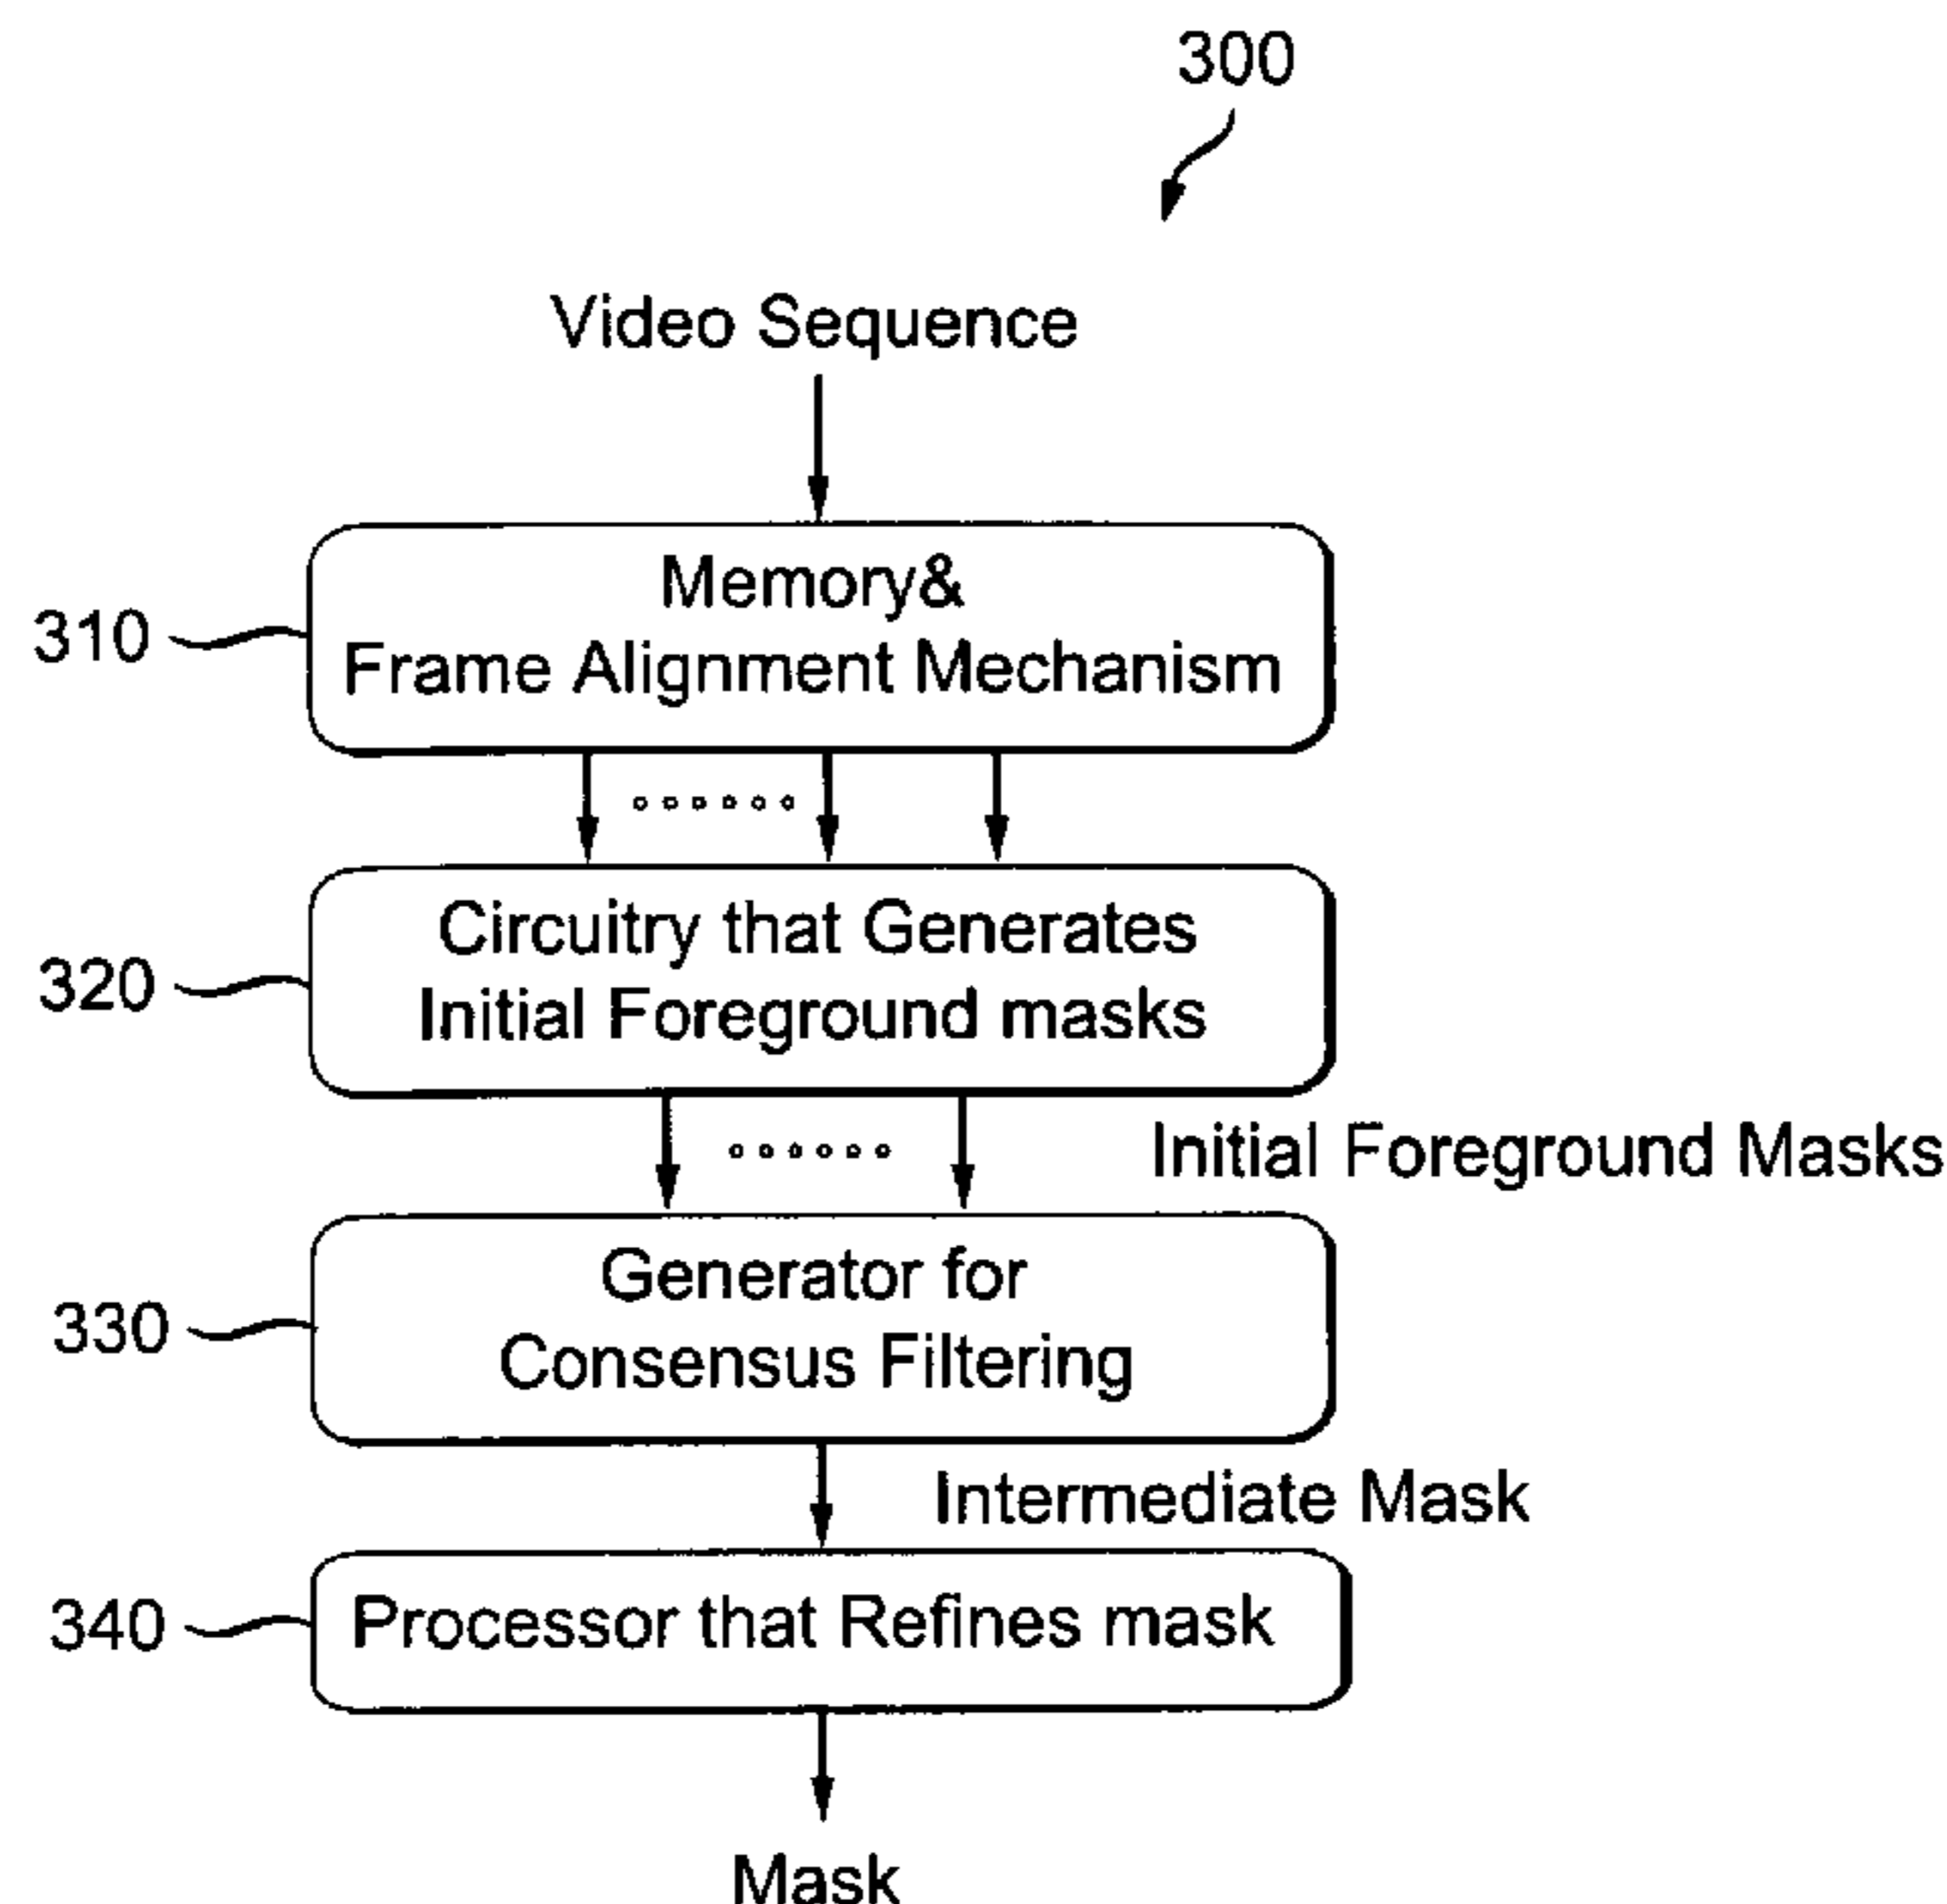 300
Video Sequence
310
Memory&
Frame Alignment Mechanism
320
Circuitry that Generates
Initial Foreground masks
Initial Foreground Masks
330
Generator for
Consensus Filtering
Intermediate Mask
340
Processor that Refines mask
Mask